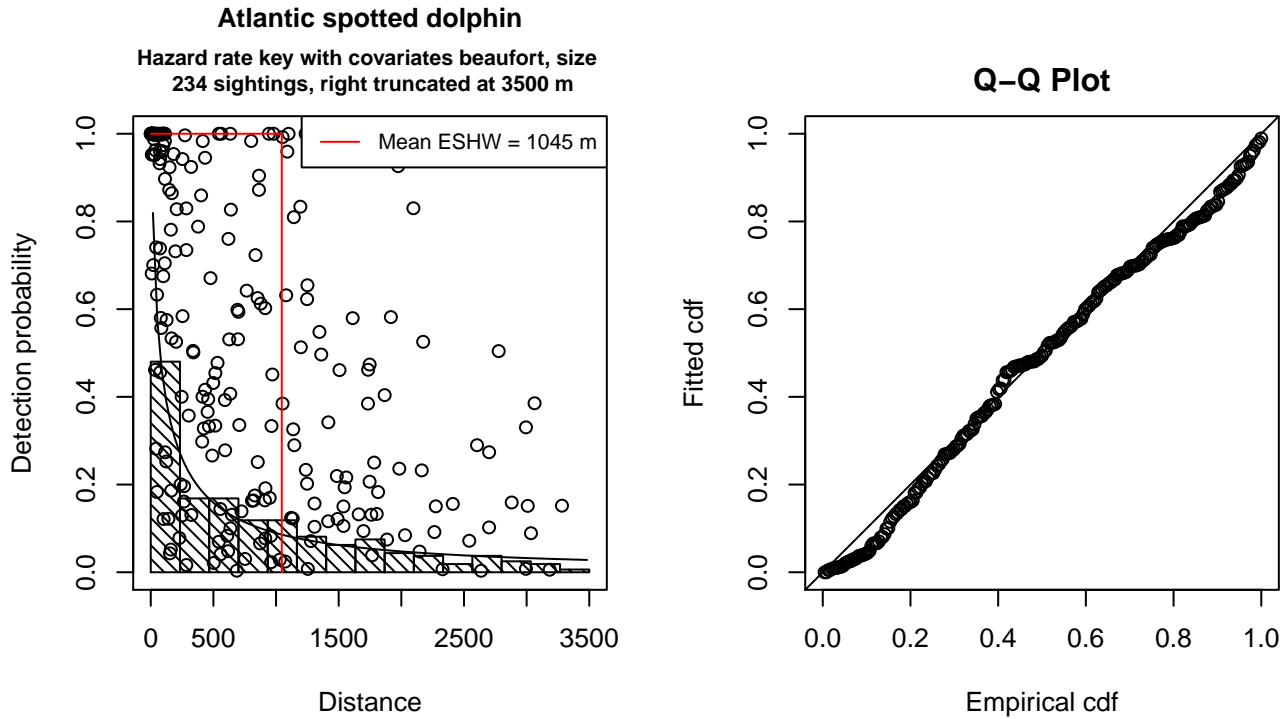 Atlantic spotted dolphin
Hazard rate key with covariates beaufort, size
234 sightings, right truncated at 3500 m
Mean ESHW = 1045 m
Detection probability
0.0 0.2 0.4 0.6 0.8 1.0
0 500 1500 2500 3500
Distance
Q−Q Plot
Fitted cdf
0.0 0.2 0.4 0.6 0.8 1.0
0.0 0.2 0.4 0.6 0.8 1.0
Empirical cdf